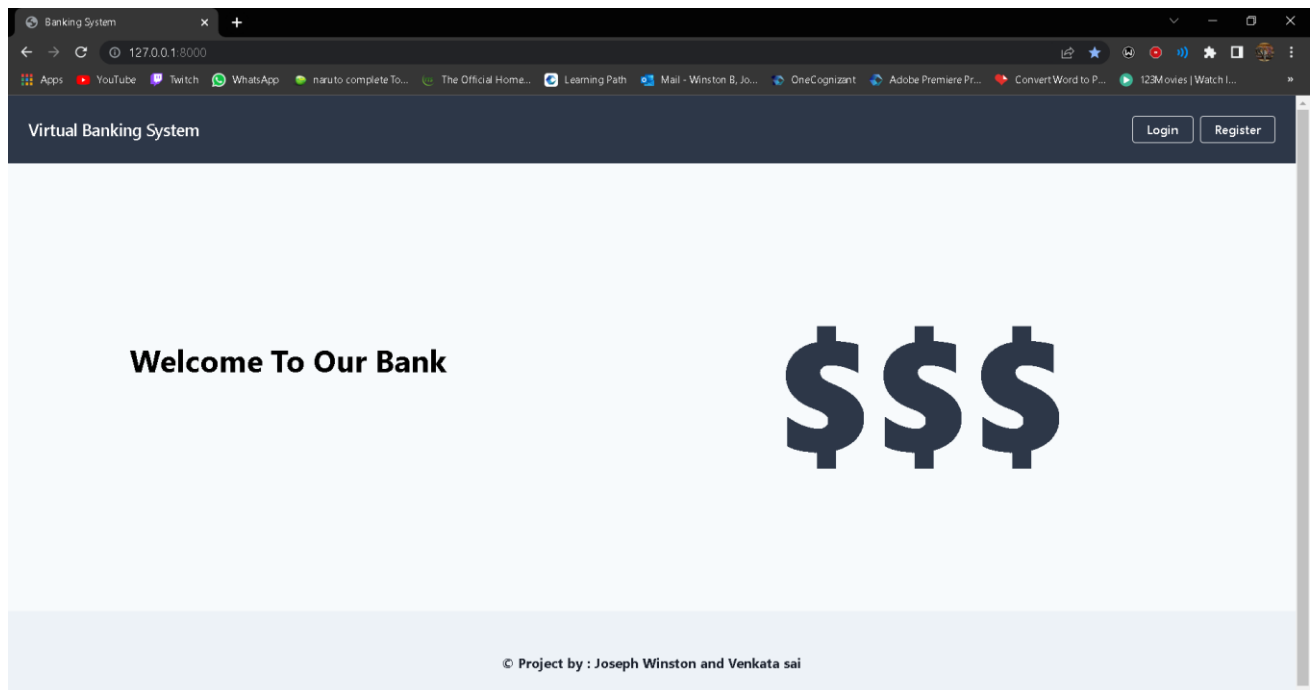 Banking System
127.0.0.1:8000
Apps YouTube Twitch WhatsApp naruto complete To... The Official Home... Learning Path Mail - Winston B, Jo... OneCognizant Adobe Premiere Pr... Convert Word to P... 123Movies | Watch I... »
Virtual Banking System Login Register
Welcome To Our Bank $$$
© Project by : Joseph Winston and Venkata sai